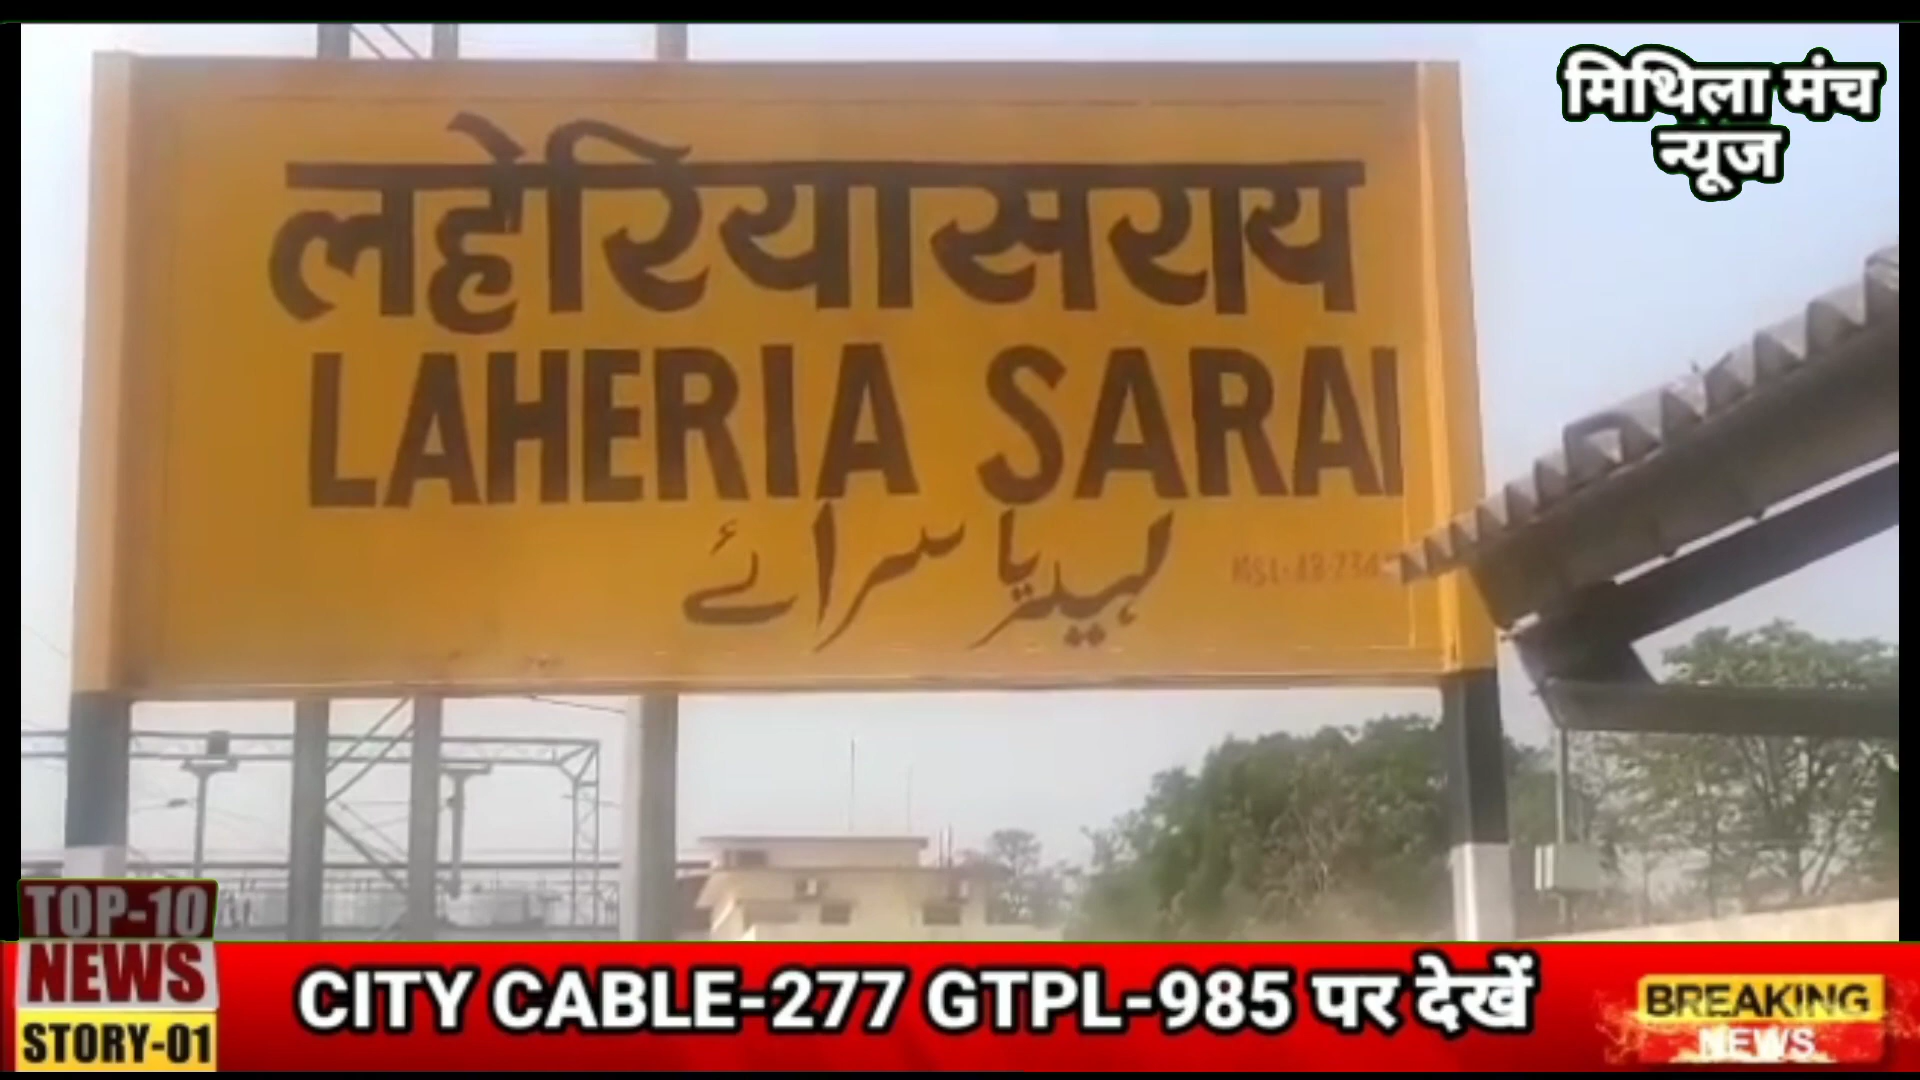 मिथिला मंच
न्यूज
लहेरियासराय
LAHERIA SARAI
لہیریا سرائے
TOP-10
NEWS
STORY-01
CITY CABLE-277 GTPL-985 पर देखें
BREAKING
NEWS